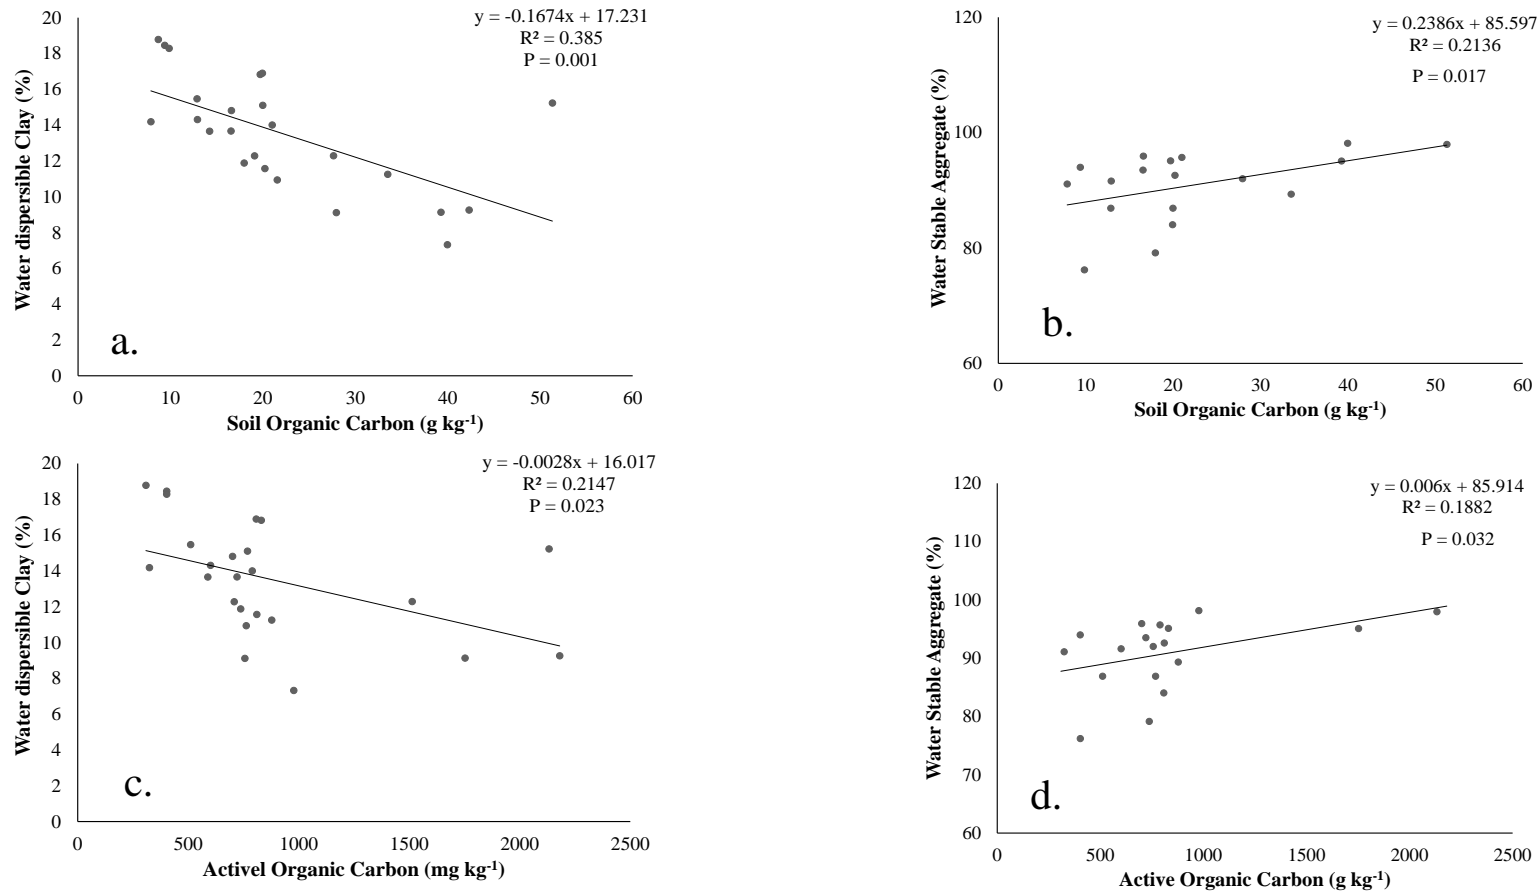 y = -0.1674x + 17.231
R² = 0.385
P = 0.001
20
18
16
14
12
10
8
6
4
2
0
Water dispersible Clay (%)
a.
0 10 20 30 40 50 60
Soil Organic Carbon (g kg-1)
y = 0.2386x + 85.597
R² = 0.2136
P = 0.017
120
100
80
60
Water Stable Aggregate (%)
b.
0 10 20 30 40 50 60
Soil Organic Carbon (g kg-1)
y = -0.0028x + 16.017
R² = 0.2147
P = 0.023
20
18
16
14
12
10
8
6
4
2
0
Water dispersible Clay (%)
c.
0 500 1000 1500 2000 2500
Activel Organic Carbon (mg kg-1)
y = 0.006x + 85.914
R² = 0.1882
P = 0.032
120
110
100
90
80
70
60
Water Stable Aggregate (%)
d.
0 500 1000 1500 2000 2500
Active Organic Carbon (g kg-1)